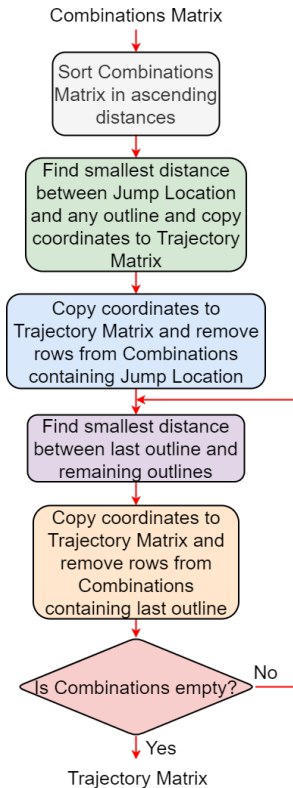 Combinations Matrix
Sort Combinations
Matrix in ascending
distances
Find smallest distance
between Jump Location
and any outline and copy
coordinates to Trajectory
Matrix
Copy coordinates to
Trajectory Matrix and remove
rows from Combinations
containing Jump Location
Find smallest distance
between last outline and
remaining outlines
Copy coordinates to
Trajectory Matrix and
remove rows from
Combinations
containing last outline
Is Combinations empty?
No
Yes
Trajectory Matrix